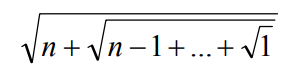 √(n + √(n − 1 + ... + √1))